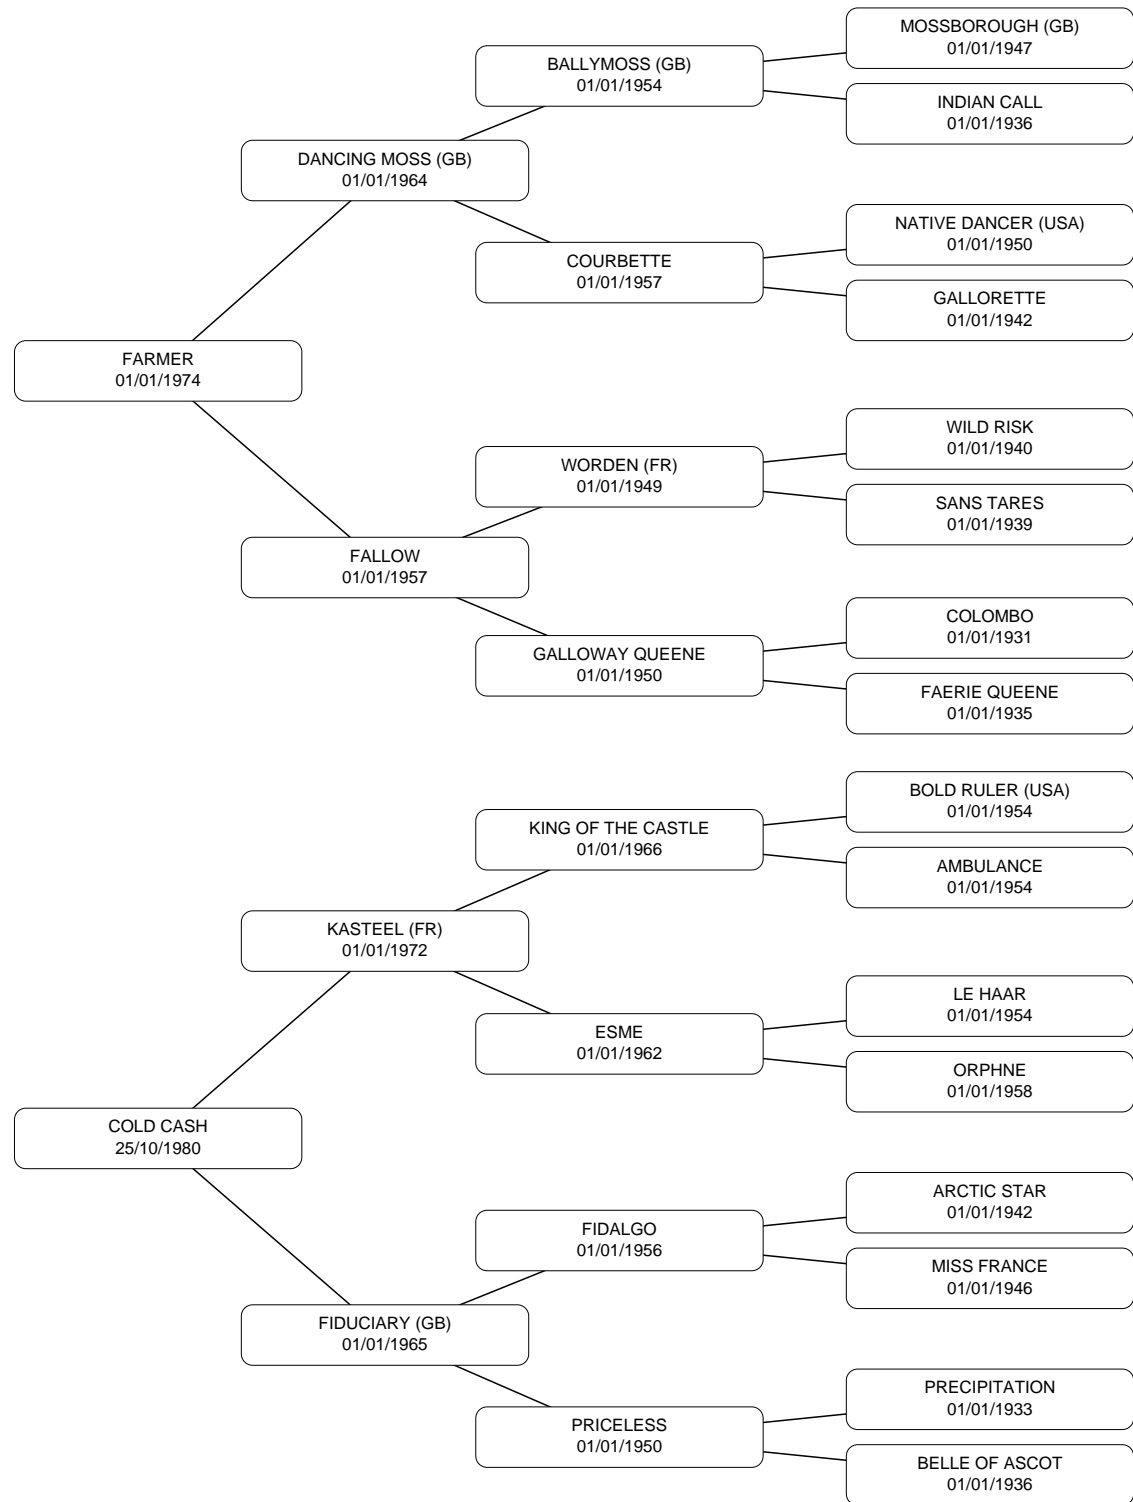 MOSSBOROUGH (GB)
01/01/1947
BALLYMOSS (GB)
01/01/1954
INDIAN CALL
01/01/1936
DANCING MOSS (GB)
01/01/1964
NATIVE DANCER (USA)
01/01/1950
COURBETTE
01/01/1957
GALLORETTE
01/01/1942
FARMER
01/01/1974
WILD RISK
01/01/1940
WORDEN (FR)
01/01/1949
SANS TARES
01/01/1939
FALLOW
01/01/1957
COLOMBO
01/01/1931
GALLOWAY QUEENE
01/01/1950
FAERIE QUEENE
01/01/1935
BOLD RULER (USA)
01/01/1954
KING OF THE CASTLE
01/01/1966
AMBULANCE
01/01/1954
KASTEEL (FR)
01/01/1972
LE HAAR
01/01/1954
ESME
01/01/1962
ORPHNE
01/01/1958
COLD CASH
25/10/1980
ARCTIC STAR
01/01/1942
FIDALGO
01/01/1956
MISS FRANCE
01/01/1946
FIDUCIARY (GB)
01/01/1965
PRECIPITATION
01/01/1933
PRICELESS
01/01/1950
BELLE OF ASCOT
01/01/1936